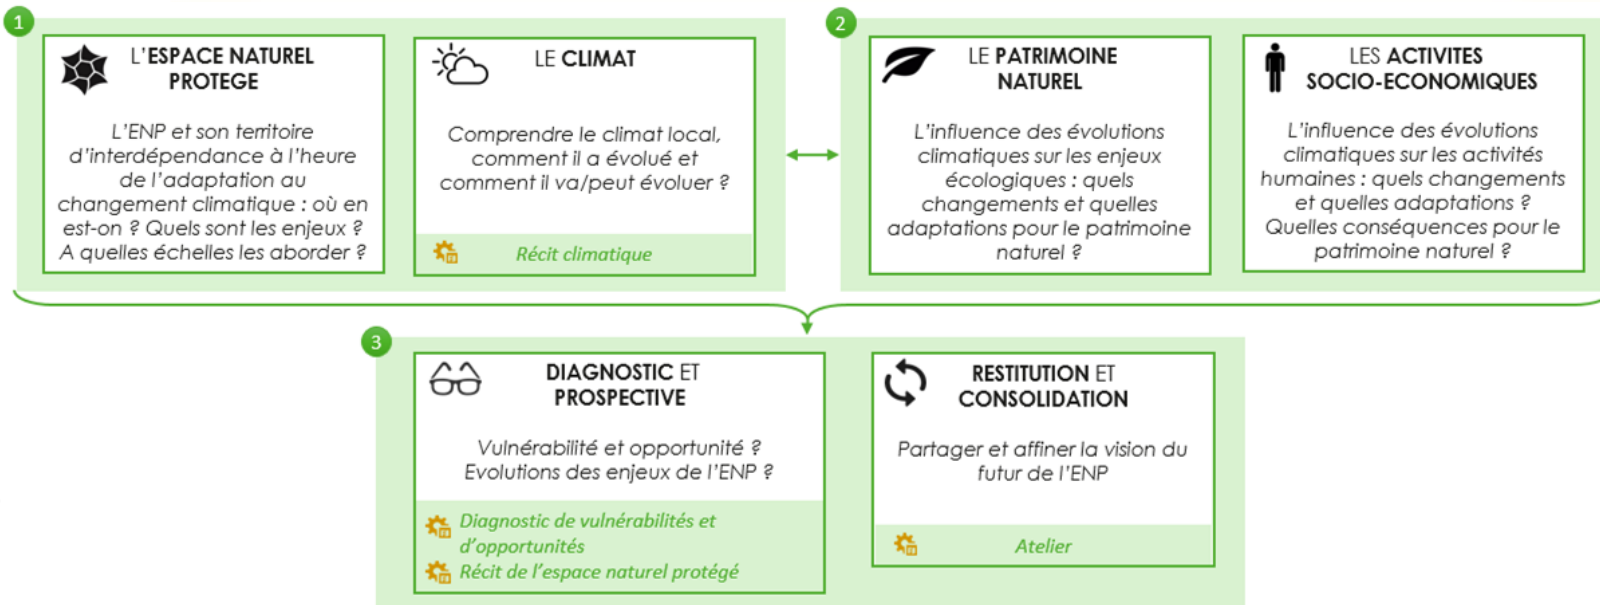 1
L'ESPACE NATUREL
PROTEGE
L'ENP et son territoire
d'interdépendance à l'heure
de l'adaptation au
changement climatique : où en
est-on ? Quels sont les enjeux ?
A quelles échelles les aborder ?
LE CLIMAT
Comprendre le climat local,
comment il a évolué et
comment il va/peut évoluer ?
Récit climatique
2
LE PATRIMOINE
NATUREL
L'influence des évolutions
climatiques sur les enjeux
écologiques : quels
changements et quelles
adaptations pour le patrimoine
naturel ?
LES ACTIVITES
SOCIO-ECONOMIQUES
L'influence des évolutions
climatiques sur les activités
humaines : quels changements
et quelles adaptations ?
Quelles conséquences pour le
patrimoine naturel ?
3
DIAGNOSTIC ET
PROSPECTIVE
Vulnérabilité et opportunité ?
Evolutions des enjeux de l'ENP ?
Diagnostic de vulnérabilités et
d'opportunités
Récit de l'espace naturel protégé
RESTITUTION ET
CONSOLIDATION
Partager et affiner la vision du
futur de l'ENP
Atelier